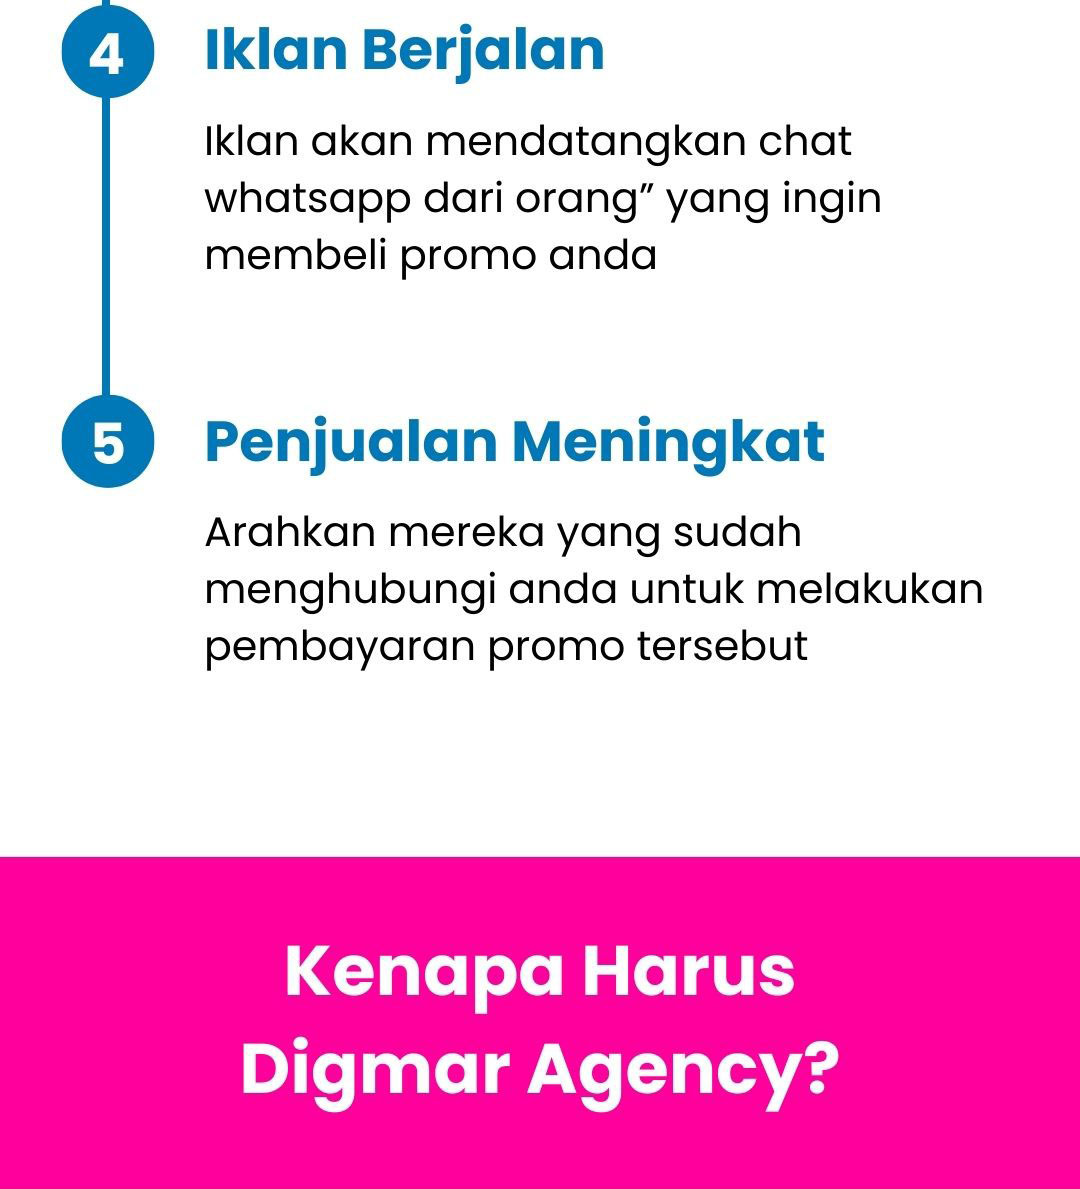 4
Iklan Berjalan
Iklan akan mendatangkan chat
whatsapp dari orang” yang ingin
membeli promo anda
5
Penjualan Meningkat
Arahkan mereka yang sudah
menghubungi anda untuk melakukan
pembayaran promo tersebut
Kenapa Harus
Digmar Agency?